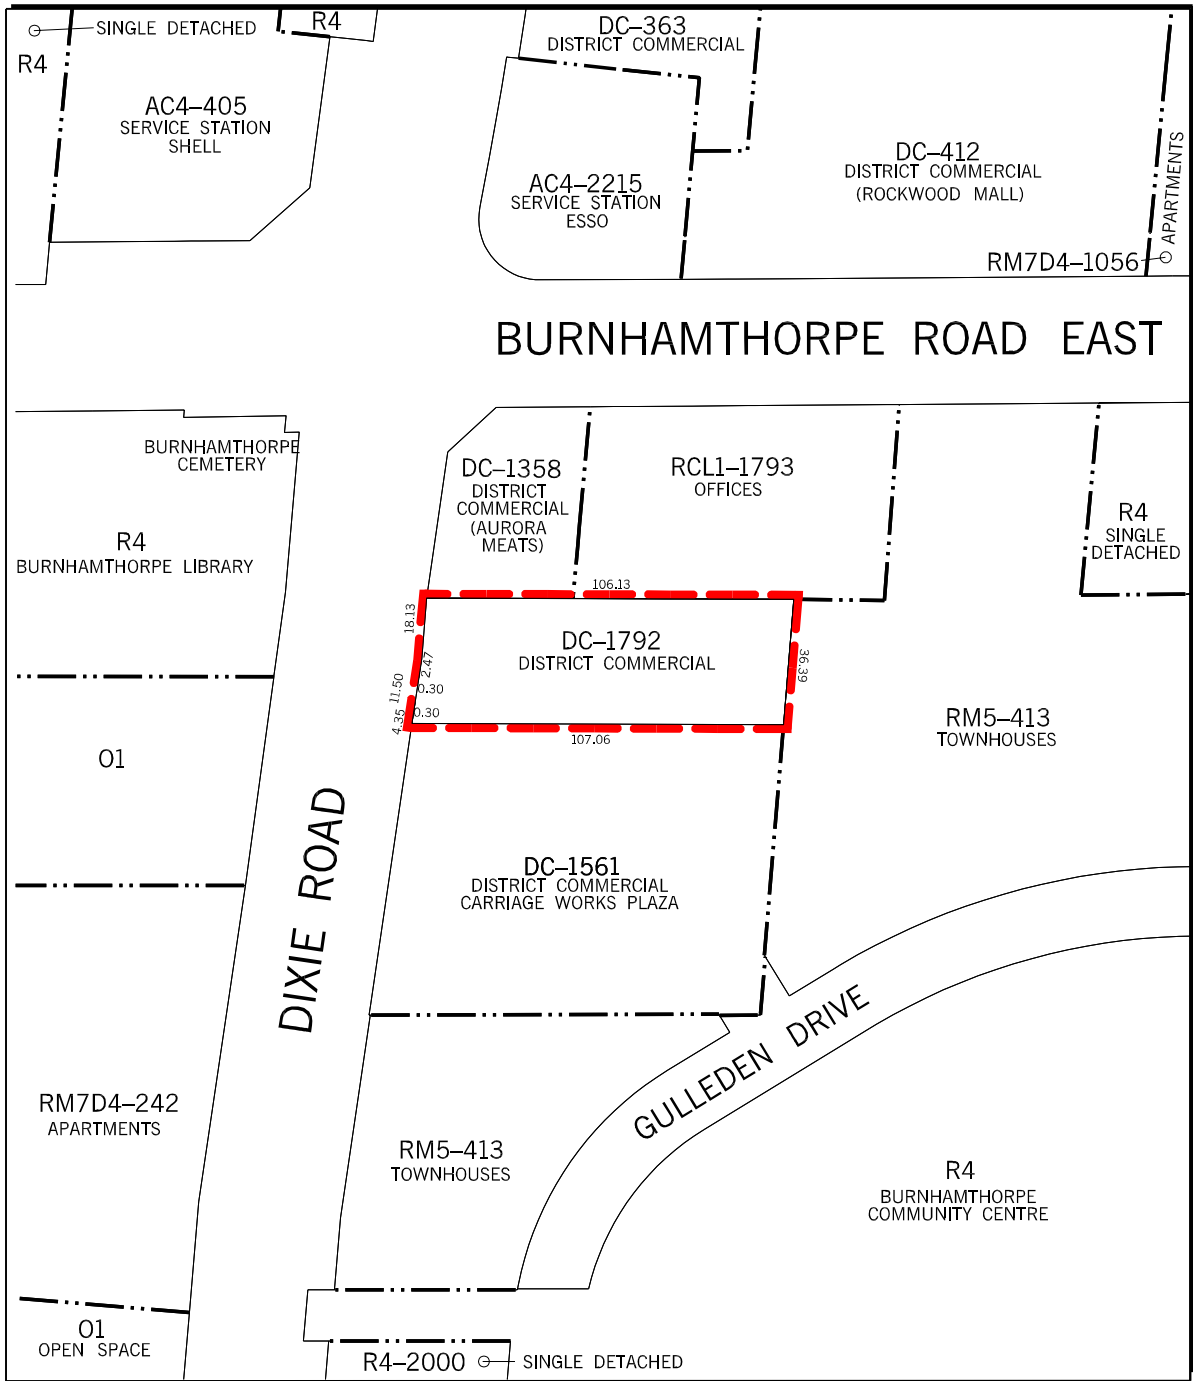 SINGLE DETACHED
R4
R4
AC4–405
SERVICE STATION
SHELL
DC–363
DISTRICT COMMERCIAL
AC4–2215
SERVICE STATION
ESSO
DC–412
DISTRICT COMMERCIAL
(ROCKWOOD MALL)
APARTMENTS
RM7D4–1056
BURNHAMTHORPE ROAD EAST
BURNHAMTHORPE
CEMETERY
R4
BURNHAMTHORPE LIBRARY
DC–1358
DISTRICT
COMMERCIAL
(AURORA
MEATS)
RCL1–1793
OFFICES
R4
SINGLE
DETACHED
106.13
18.13
2.47
11.50
0.30
0.30
4.35
36.39
107.06
DC–1792
DISTRICT COMMERCIAL
RM5–413
TOWNHOUSES
O1
DIXIE ROAD
DC–1561
DISTRICT COMMERCIAL
CARRIAGE WORKS PLAZA
GULLEDEN DRIVE
RM7D4–242
APARTMENTS
RM5–413
TOWNHOUSES
R4
BURNHAMTHORPE
COMMUNITY CENTRE
O1
OPEN SPACE
R4–2000
SINGLE DETACHED